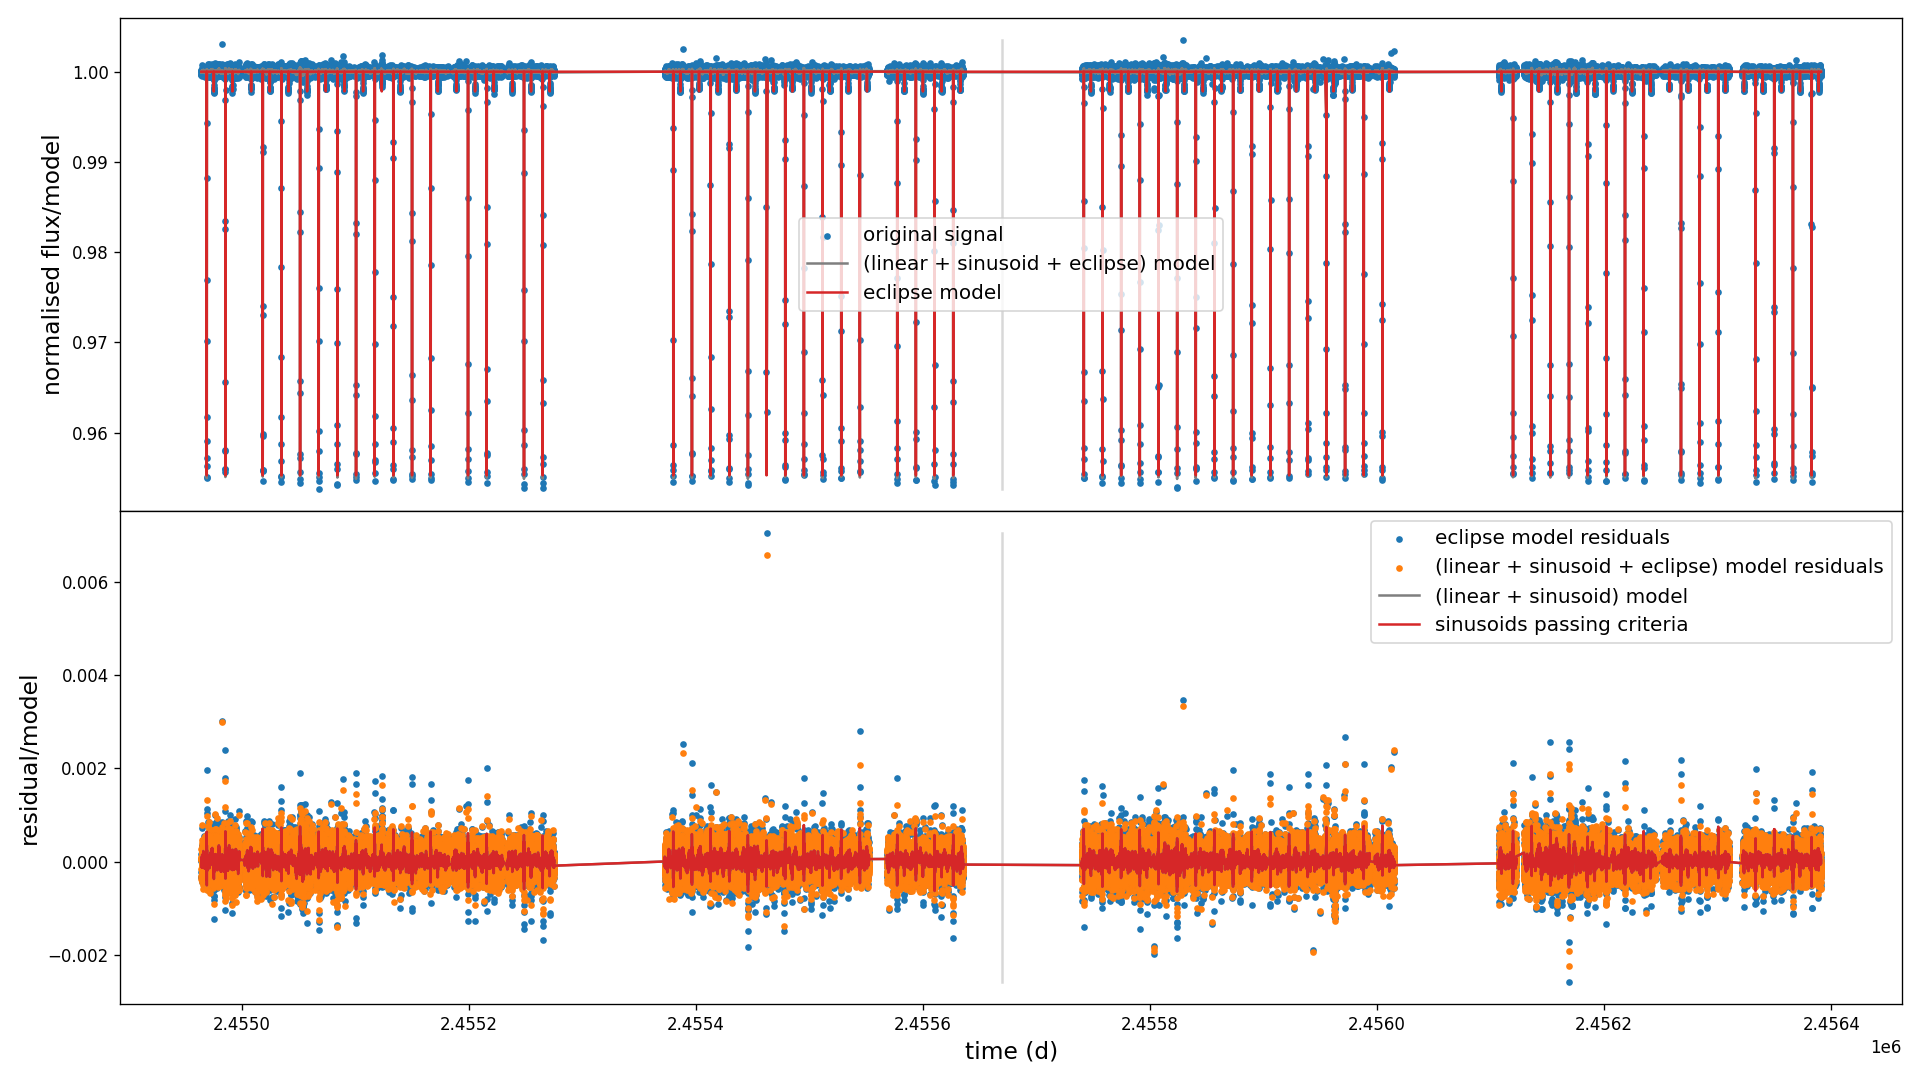 1.00
0.99
0.98
0.97
0.96
normalised flux/model
original signal
(linear + sinusoid + eclipse) model
eclipse model
0.006
0.004
0.002
0.000
−0.002
residual/model
eclipse model residuals
(linear + sinusoid + eclipse) model residuals
(linear + sinusoid) model
sinusoids passing criteria
2.4550 2.4552 2.4554 2.4556 2.4558 2.4560 2.4562 2.4564
1e6
time (d)